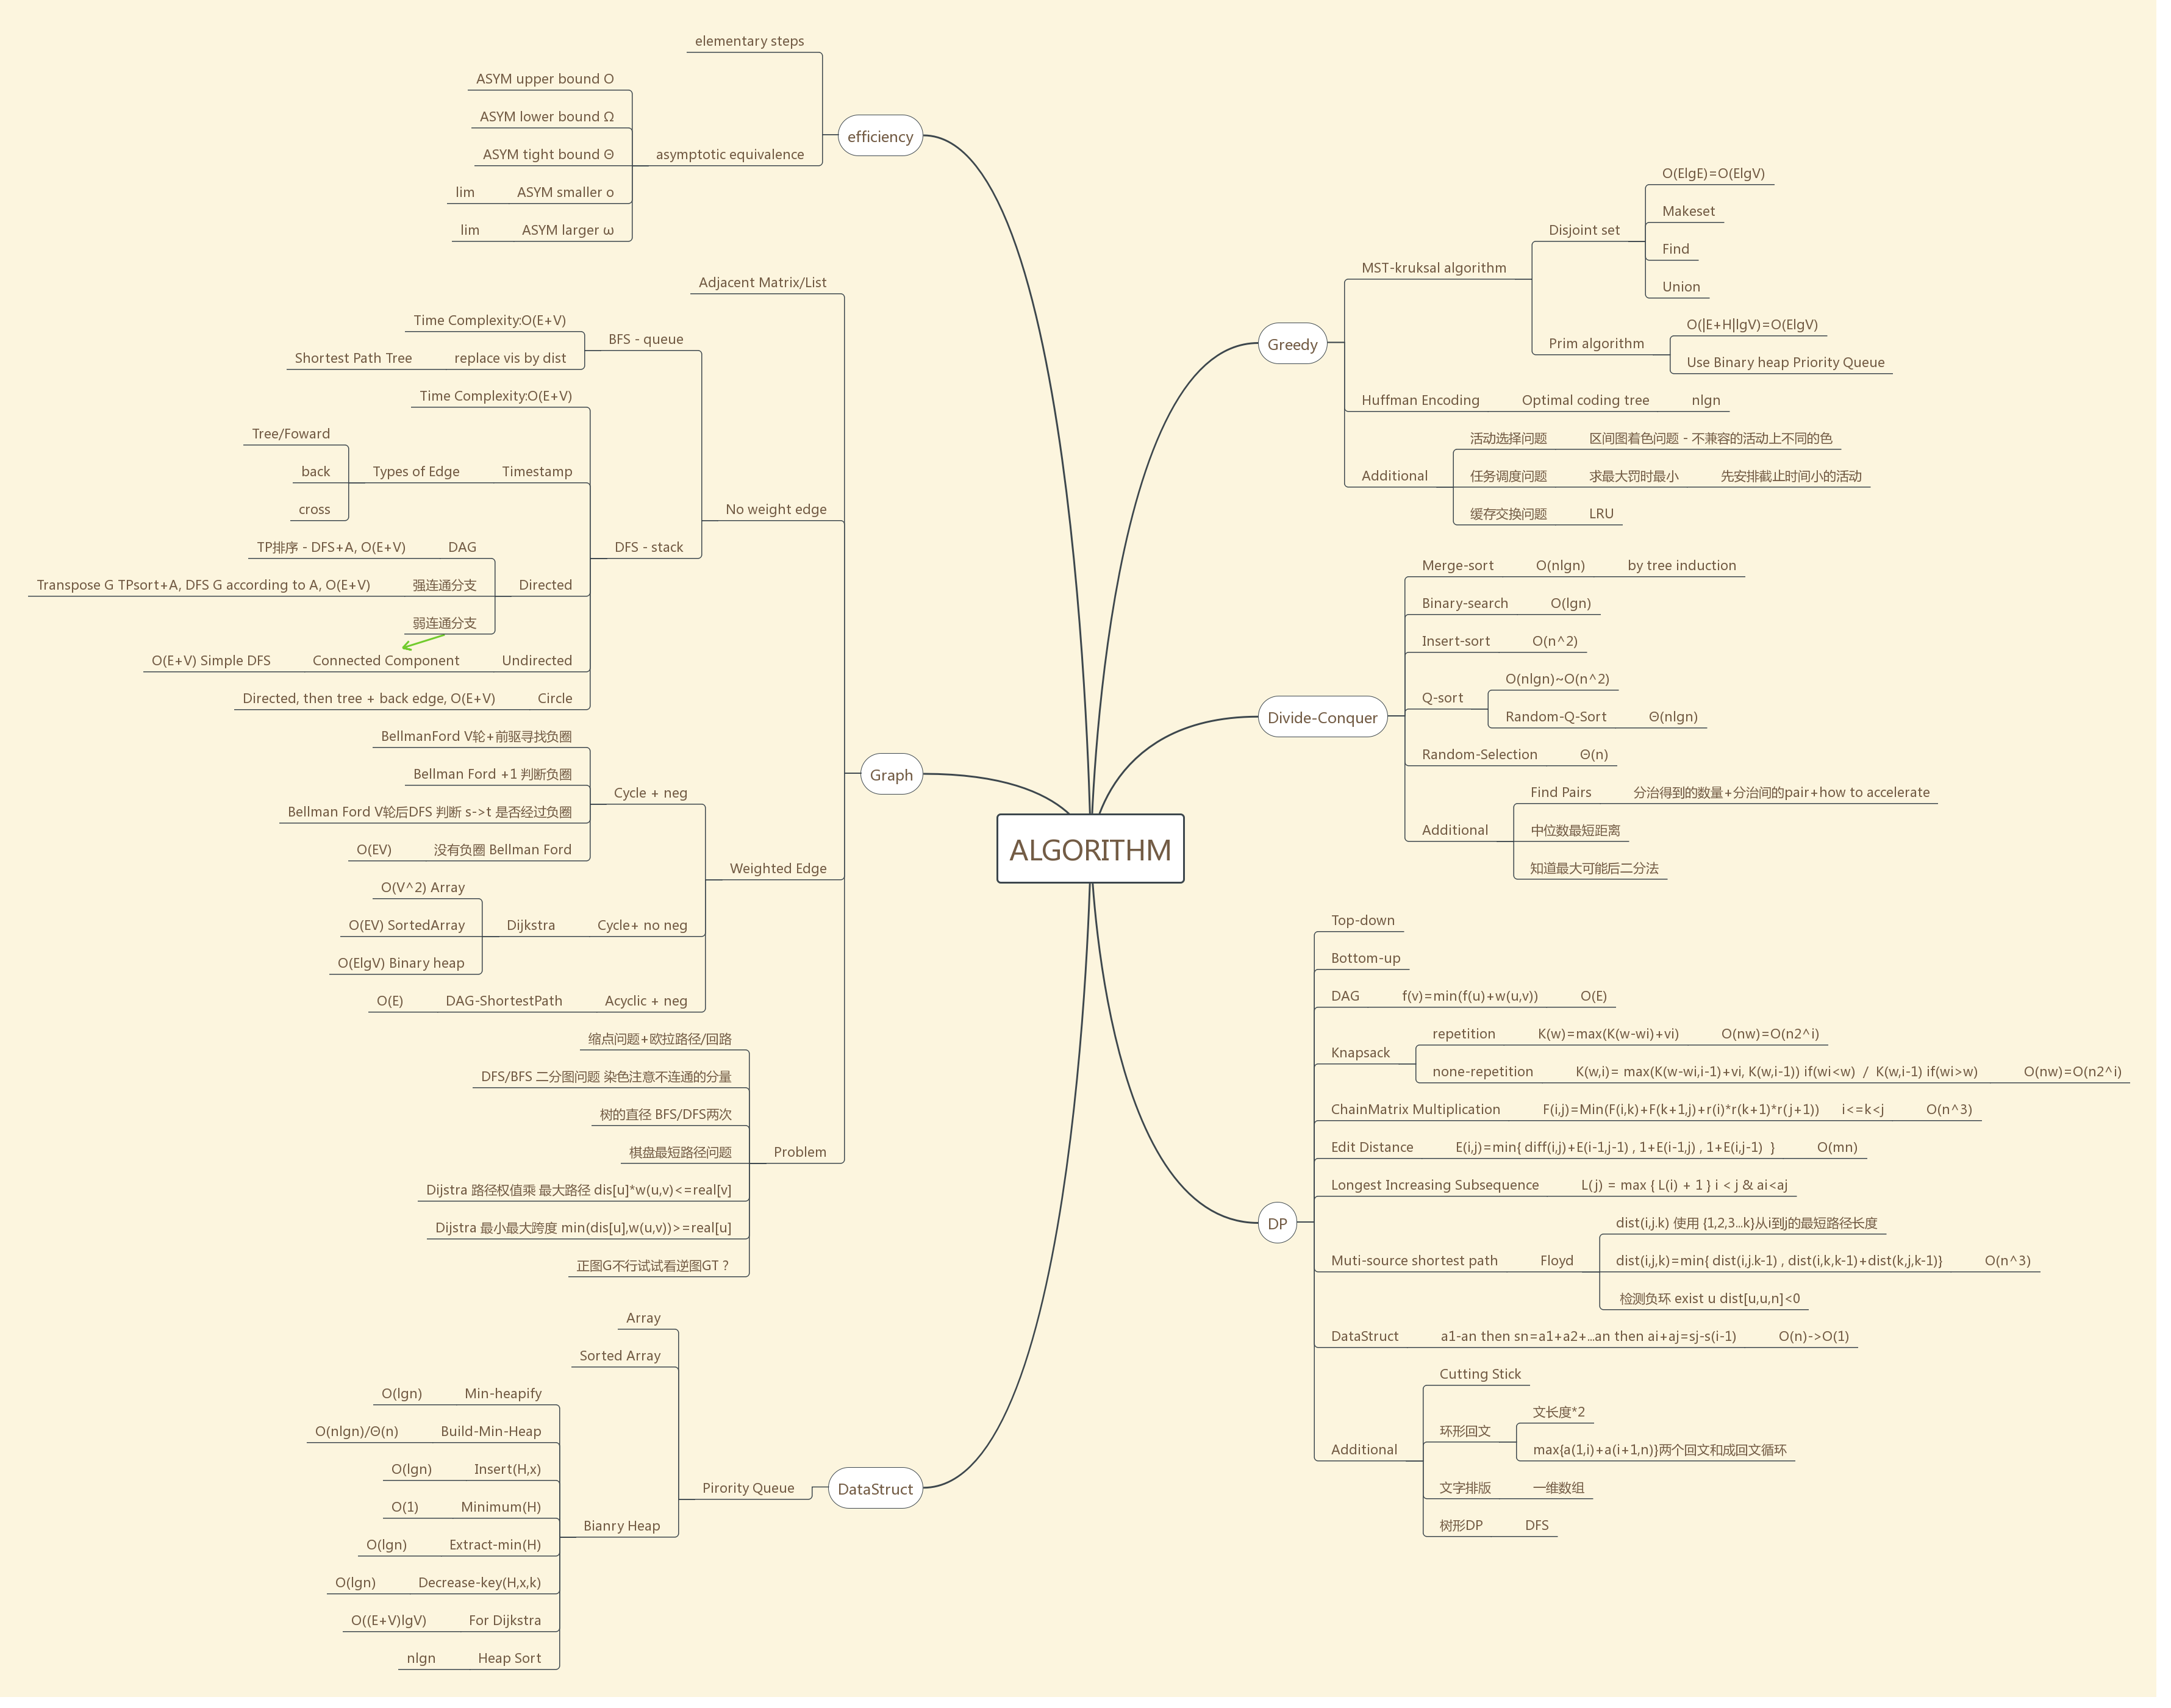 ALGORITHM
efficiency
elementary steps
asymptotic equivalence
ASYM upper bound O
ASYM lower bound Ω
ASYM tight bound Θ
ASYM smaller o
lim
ASYM larger ω
lim
Graph
Adjacent Matrix/List
No weight edge
BFS - queue
Time Complexity:O(E+V)
replace vis by dist
Shortest Path Tree
DFS - stack
Time Complexity:O(E+V)
Timestamp
Types of Edge
Tree/Foward
back
cross
Directed
DAG
TP排序 - DFS+A, O(E+V)
强连通分支
Transpose G TPsort+A, DFS G according to A, O(E+V)
弱连通分支
Undirected
Connected Component
O(E+V) Simple DFS
Circle
Directed, then tree + back edge, O(E+V)
Weighted Edge
Cycle + neg
BellmanFord V轮+前驱寻找负圈
Bellman Ford +1 判断负圈
Bellman Ford V轮后DFS 判断 s->t 是否经过负圈
没有负圈 Bellman Ford
O(EV)
Cycle+ no neg
Dijkstra
O(V^2) Array
O(EV) SortedArray
O(ElgV) Binary heap
Acyclic + neg
DAG-ShortestPath
O(E)
Problem
缩点问题+欧拉路径/回路
DFS/BFS 二分图问题 染色注意不连通的分量
树的直径 BFS/DFS两次
棋盘最短路径问题
Dijstra 路径权值乘 最大路径 dis[u]*w(u,v)<=real[v]
Dijstra 最小最大跨度 min(dis[u],w(u,v))>=real[u]
正图G不行试试看逆图GT ?
DataStruct
Pirority Queue
Array
Sorted Array
Bianry Heap
Min-heapify
O(lgn)
Build-Min-Heap
O(nlgn)/Θ(n)
Insert(H,x)
O(lgn)
Minimum(H)
O(1)
Extract-min(H)
O(lgn)
Decrease-key(H,x,k)
O(lgn)
For Dijkstra
O((E+V)lgV)
Heap Sort
nlgn
Greedy
MST-kruksal algorithm
Disjoint set
O(ElgE)=O(ElgV)
Makeset
Find
Union
Prim algorithm
O(|E+H|lgV)=O(ElgV)
Use Binary heap Priority Queue
Huffman Encoding
Optimal coding tree
nlgn
Additional
活动选择问题
区间图着色问题 - 不兼容的活动上不同的色
任务调度问题
求最大罚时最小
先安排截止时间小的活动
缓存交换问题
LRU
Divide-Conquer
Merge-sort
O(nlgn)
by tree induction
Binary-search
O(lgn)
Insert-sort
O(n^2)
Q-sort
O(nlgn)~O(n^2)
Random-Q-Sort
Θ(nlgn)
Random-Selection
Θ(n)
Additional
Find Pairs
分治得到的数量+分治间的pair+how to accelerate
中位数最短距离
知道最大可能后二分法
DP
Top-down
Bottom-up
DAG
f(v)=min(f(u)+w(u,v))
O(E)
Knapsack
repetition
K(w)=max(K(w-wi)+vi)
O(nw)=O(n2^i)
none-repetition
K(w,i)= max(K(w-wi,i-1)+vi, K(w,i-1)) if(wi<w) / K(w,i-1) if(wi>w)
O(nw)=O(n2^i)
ChainMatrix Multiplication
F(i,j)=Min(F(i,k)+F(k+1,j)+r(i)*r(k+1)*r(j+1)) i<=k<j
O(n^3)
Edit Distance
E(i,j)=min{ diff(i,j)+E(i-1,j-1) , 1+E(i-1,j) , 1+E(i,j-1) }
O(mn)
Longest Increasing Subsequence
L(j) = max { L(i) + 1 } i < j & ai<aj
Muti-source shortest path
Floyd
dist(i,j.k) 使用 {1,2,3...k}从i到j的最短路径长度
dist(i,j,k)=min{ dist(i,j.k-1) , dist(i,k,k-1)+dist(k,j,k-1)}
O(n^3)
检测负环 exist u dist[u,u,n]<0
DataStruct
a1-an then sn=a1+a2+...an then ai+aj=sj-s(i-1)
O(n)->O(1)
Additional
Cutting Stick
环形回文
文长度*2
max{a(1,i)+a(i+1,n)}两个回文和成回文循环
文字排版
一维数组
树形DP
DFS